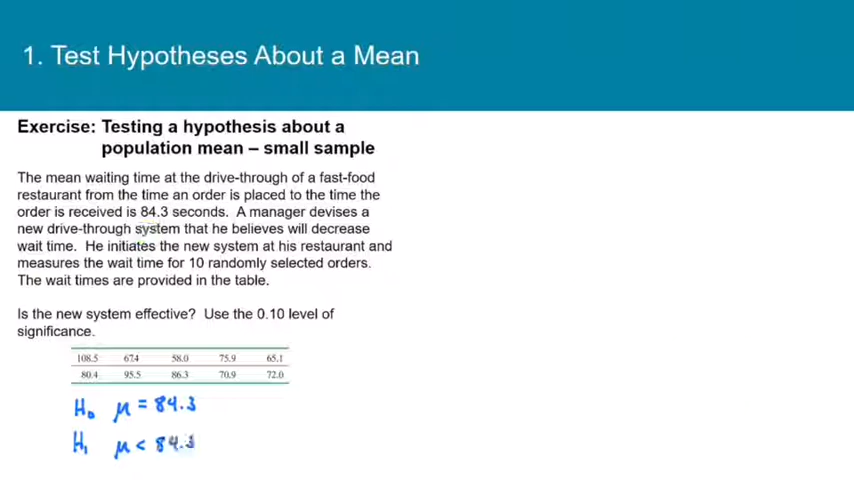 1. Test Hypotheses About a Mean
Exercise: Testing a hypothesis about a
population mean – small sample
The mean waiting time at the drive-through of a fast-food
restaurant from the time an order is placed to the time the
order is received is 84.3 seconds. A manager devises a
new drive-through system that he believes will decrease
wait time. He initiates the new system at his restaurant and
measures the wait time for 10 randomly selected orders.
The wait times are provided in the table.
Is the new system effective? Use the 0.10 level of
significance.
108.5 67.4 58.0 75.9 65.1
80.4 95.5 86.3 70.9 72.0
H₀ μ = 84.3
H₁ μ < 84.3